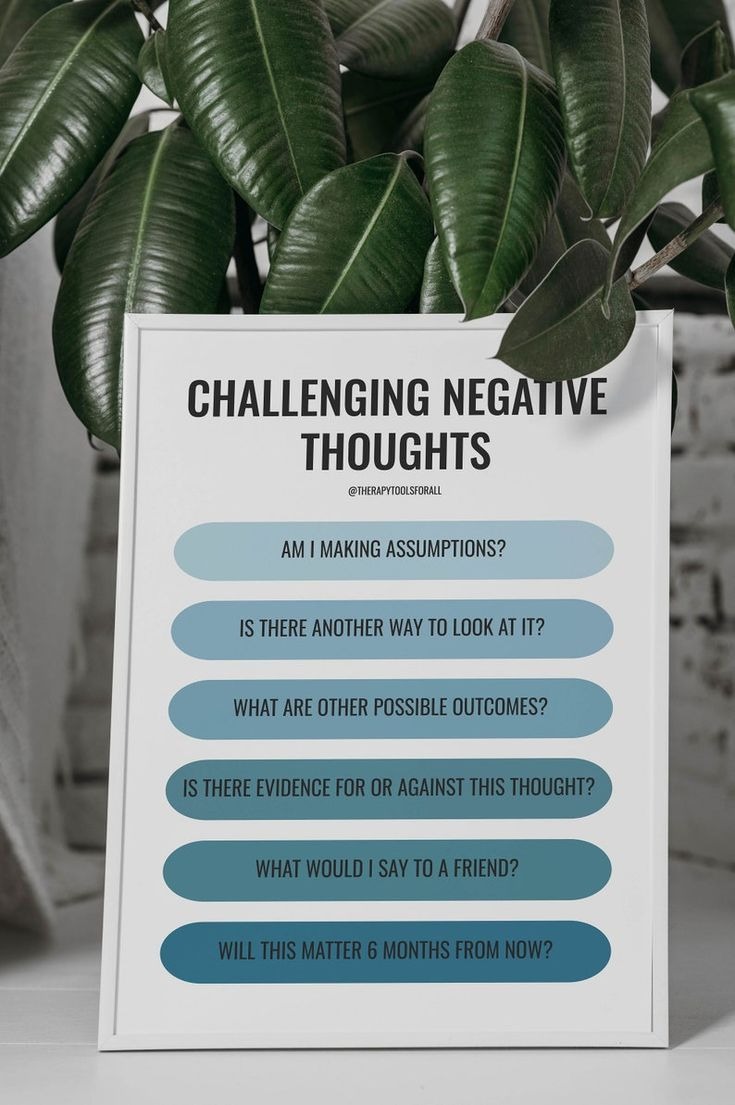 CHALLENGING NEGATIVE
THOUGHTS
@THERAPYTOOLSFORALL
AM I MAKING ASSUMPTIONS?
IS THERE ANOTHER WAY TO LOOK AT IT?
WHAT ARE OTHER POSSIBLE OUTCOMES?
IS THERE EVIDENCE FOR OR AGAINST THIS THOUGHT?
WHAT WOULD I SAY TO A FRIEND?
WILL THIS MATTER 6 MONTHS FROM NOW?